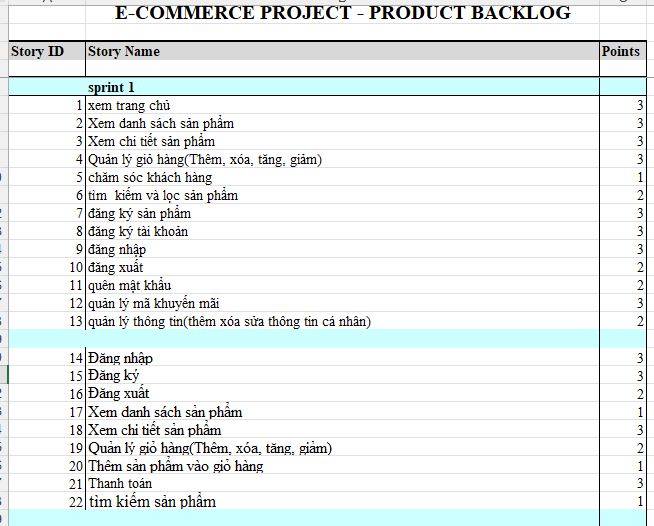 E-COMMERCE PROJECT - PRODUCT BACKLOG
Story ID Story Name Points
sprint 1
1 xem trang chủ 3
2 Xem danh sách sản phẩm 3
3 Xem chi tiết sản phẩm 3
4 Quản lý giỏ hàng(Thêm, xóa, tăng, giảm) 3
5 chăm sóc khách hàng 1
6 tìm kiếm và lọc sản phẩm 2
7 đăng ký sản phẩm 3
8 đăng ký tài khoản 3
9 đăng nhập 3
10 đăng xuất 2
11 quên mật khẩu 2
12 quản lý mã khuyến mãi 3
13 quản lý thông tin(thêm xóa sửa thông tin cá nhân) 2
14 Đăng nhập 3
15 Đăng ký 3
16 Đăng xuất 2
17 Xem danh sách sản phẩm 1
18 Xem chi tiết sản phẩm 3
19 Quản lý giỏ hàng(Thêm, xóa, tăng, giảm) 2
20 Thêm sản phẩm vào giỏ hàng 1
21 Thanh toán 3
22 tìm kiếm sản phẩm 1